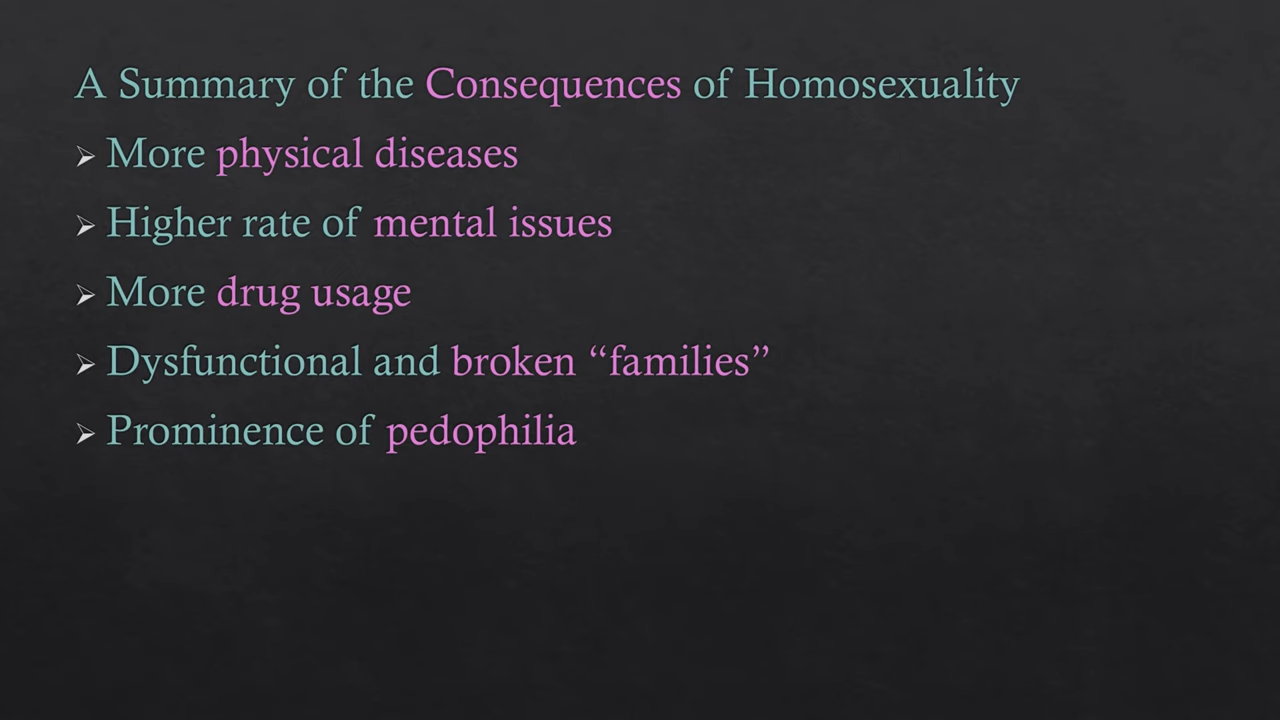 A Summary of the Consequences of Homosexuality
➢ More physical diseases
➢ Higher rate of mental issues
➢ More drug usage
➢ Dysfunctional and broken “families”
➢ Prominence of pedophilia